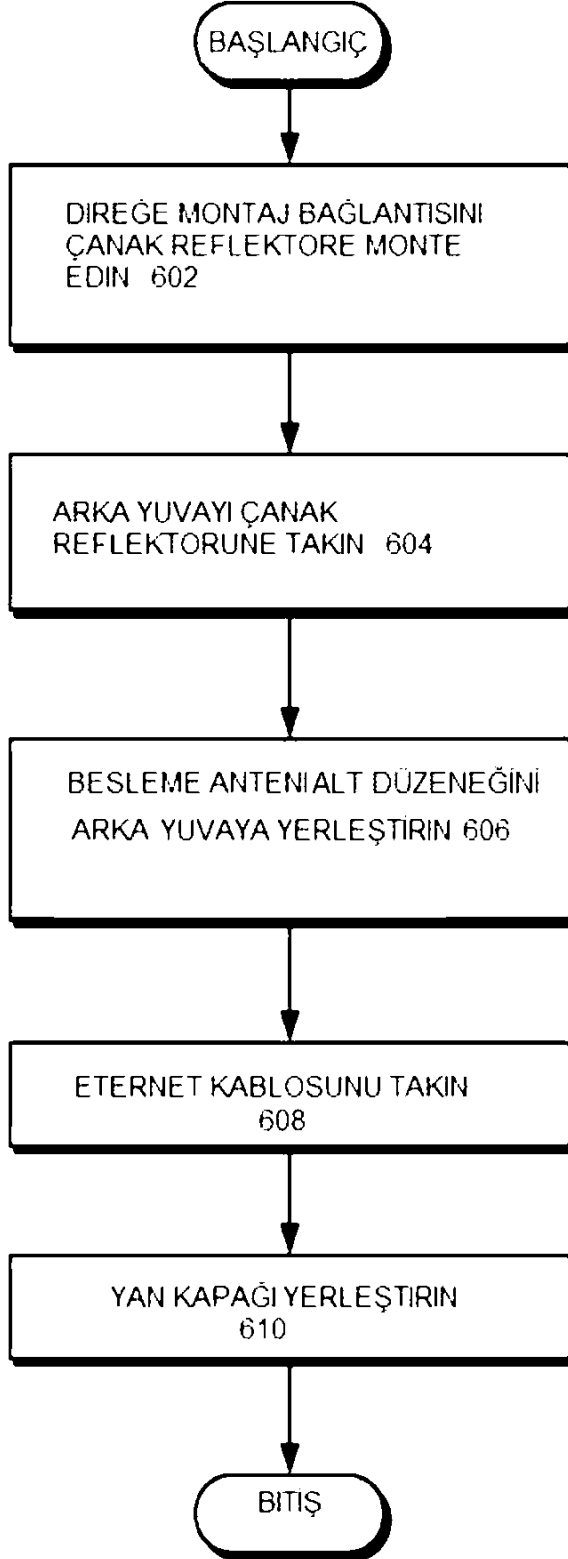 BAŞLANGIÇ
DIREĞE MONTAJ BAĞLANTISINI
ÇANAK REFLEKTORE MONTE
EDIN 602
ARKA YUVAYI ÇANAK
REFLEKTORUNE TAKIN 604
BESLEME ANTENI ALT DÜZENEĞİNİ
ARKA YUVAYA YERLEŞTIRIN 606
ETERNET KABLOSUNU TAKIN
608
YAN KAPAĞI YERLEŞTIRIN
610
BITIŞ